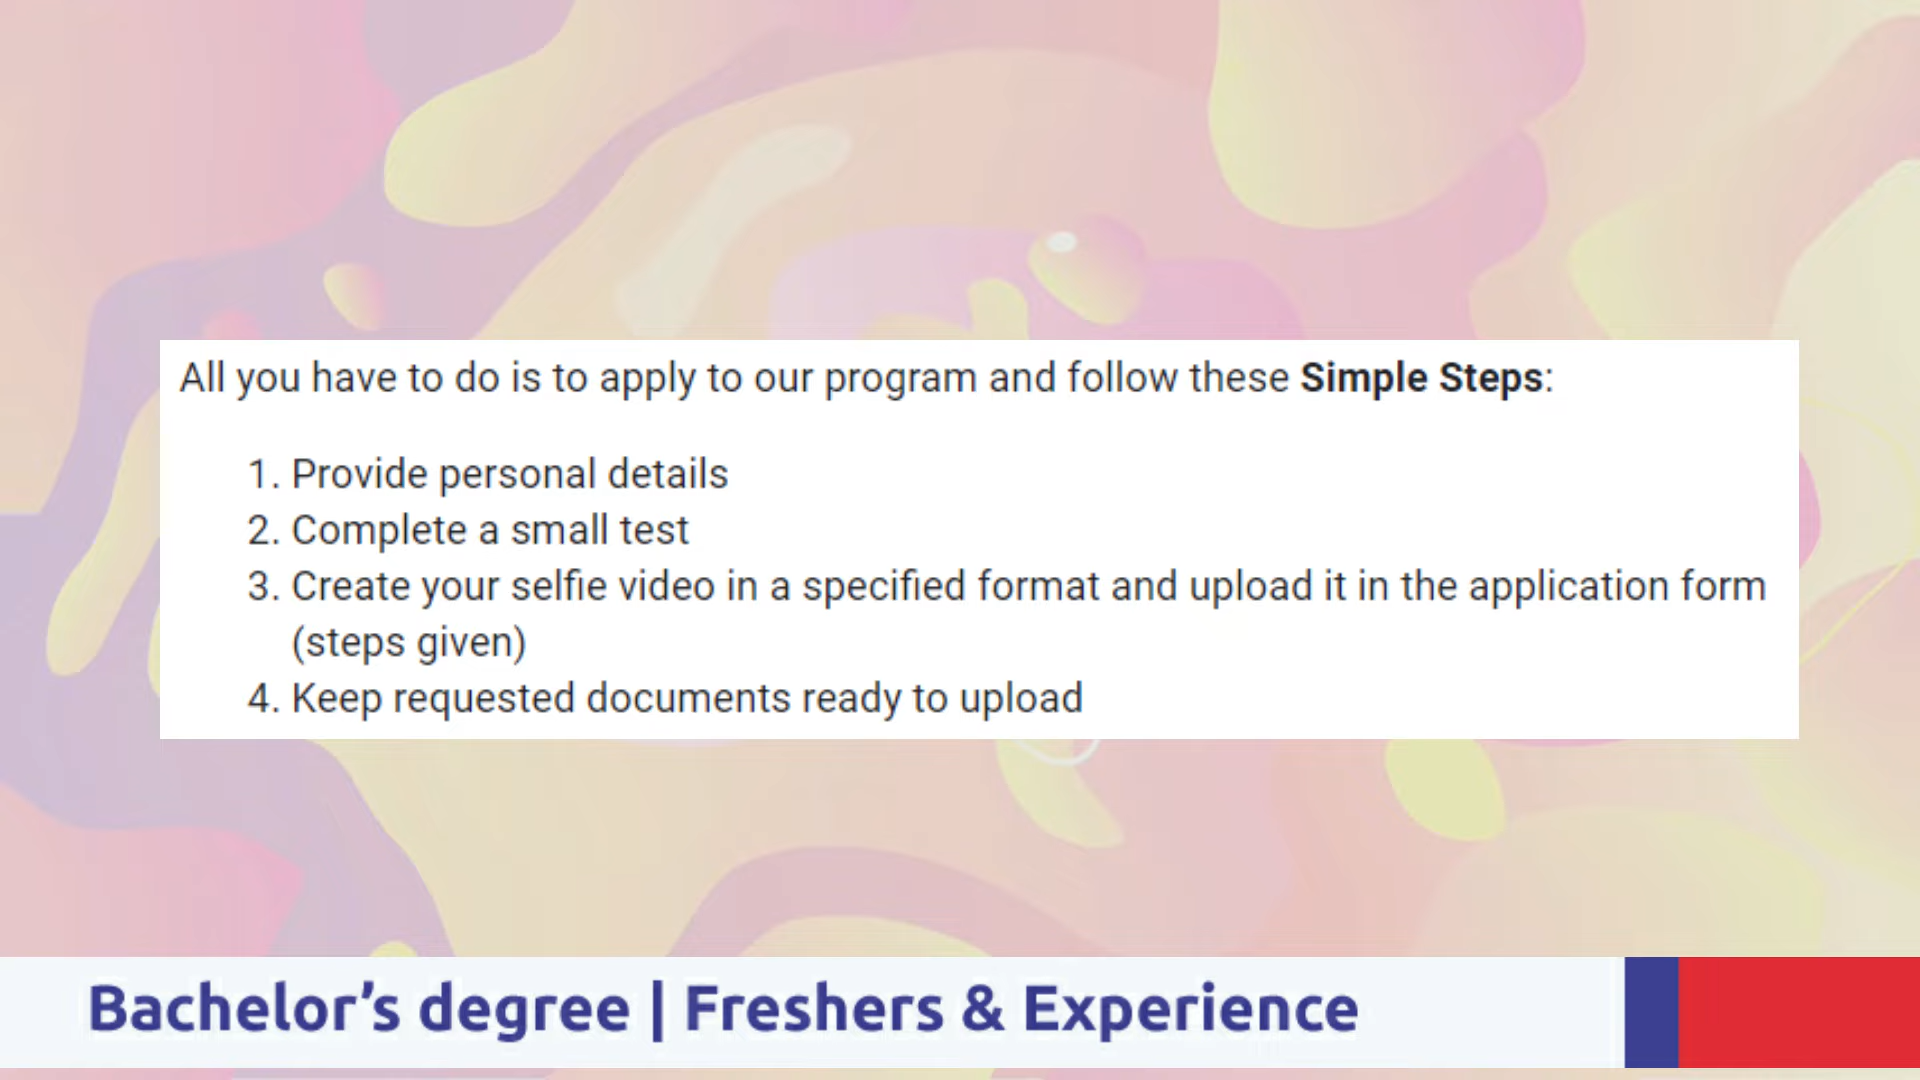 All you have to do is to apply to our program and follow these Simple Steps:
1. Provide personal details
2. Complete a small test
3. Create your selfie video in a specified format and upload it in the application form
(steps given)
4. Keep requested documents ready to upload
Bachelor’s degree | Freshers & Experience